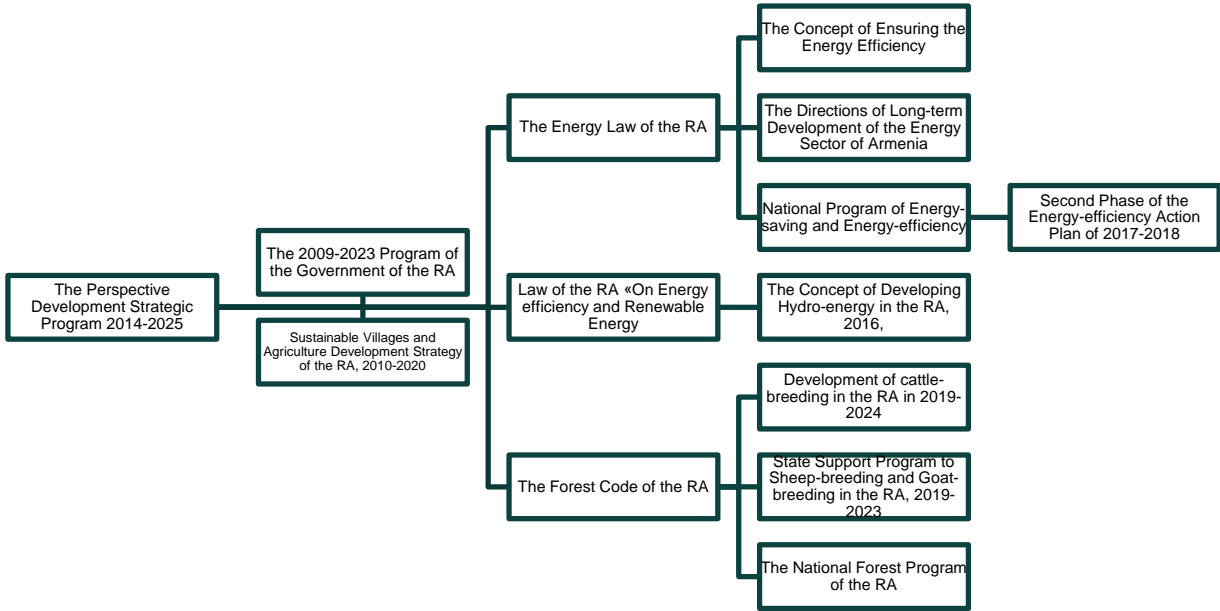 The Perspective
Development Strategic
Program 2014-2025
The 2009-2023 Program of
the Government of the RA
Sustainable Villages and
Agriculture Development Strategy
of the RA, 2010-2020
The Energy Law of the RA
The Concept of Ensuring the
Energy Efficiency
The Directions of Long-term
Development of the Energy
Sector of Armenia
National Program of Energy-
saving and Energy-efficiency
Second Phase of the
Energy-efficiency Action
Plan of 2017-2018
Law of the RA «On Energy
efficiency and Renewable
Energy
The Concept of Developing
Hydro-energy in the RA,
2016,
The Forest Code of the RA
Development of cattle-
breeding in the RA in 2019-
2024
State Support Program to
Sheep-breeding and Goat-
breeding in the RA, 2019-
2023
The National Forest Program
of the RA